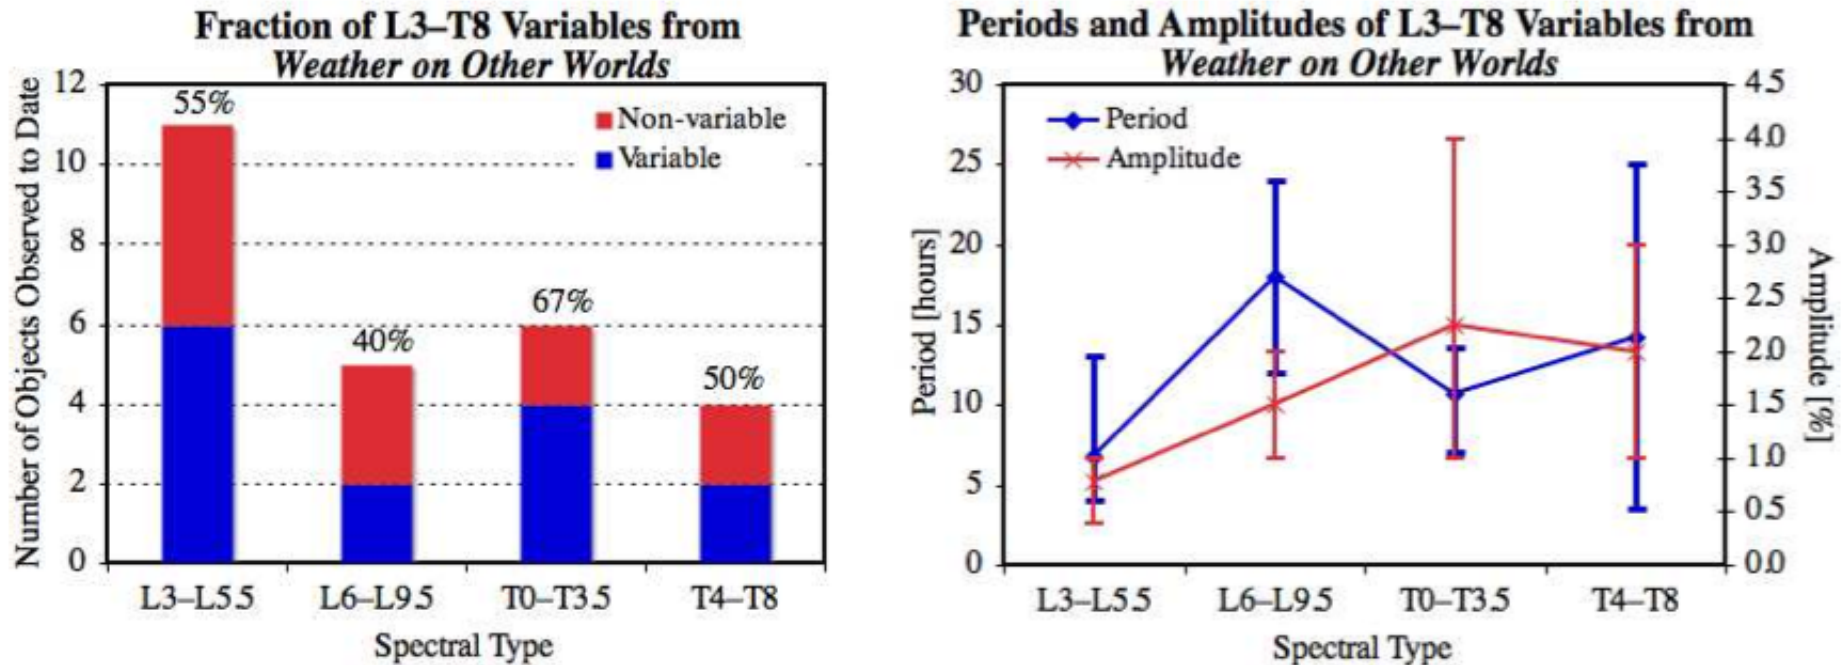 Fraction of L3–T8 Variables from
Weather on Other Worlds
Number of Objects Observed to Date
12
10
8
6
4
2
0
55%
40%
67%
50%
Non-variable
Variable
L3–L5.5
L6–L9.5
T0–T3.5
T4–T8
Spectral Type
Periods and Amplitudes of L3–T8 Variables from
Weather on Other Worlds
Period [hours]
30
25
20
15
10
5
0
Period
Amplitude
4.5
4.0
3.5
3.0
2.5
2.0
1.5
1.0
0.5
0.0
Amplitude [%]
L3–L5.5
L6–L9.5
T0–T3.5
T4–T8
Spectral Type